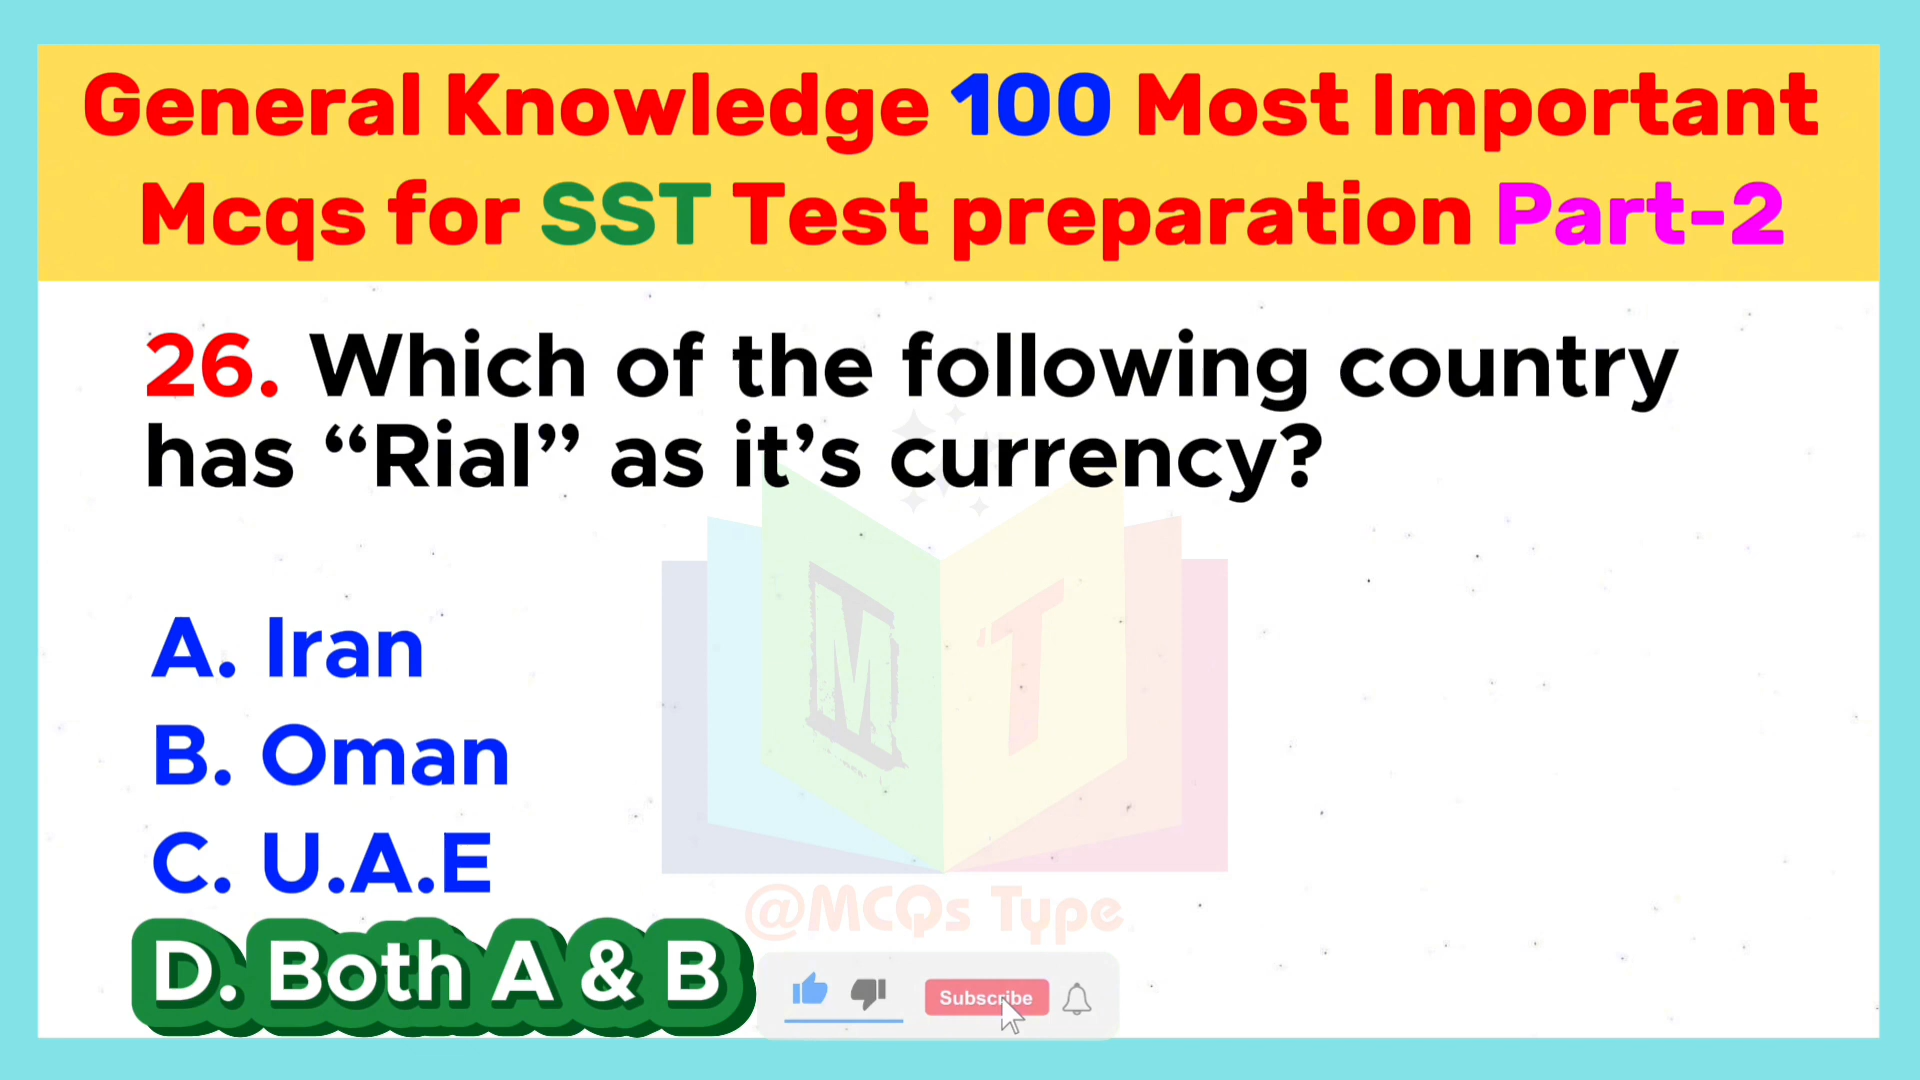 General Knowledge 100 Most Important
Mcqs for SST Test preparation Part-2
26. Which of the following country
has “Rial” as it’s currency?
A. Iran
B. Oman
C. U.A.E
D. Both A & B
M T
@MCQs Type
Subscribe